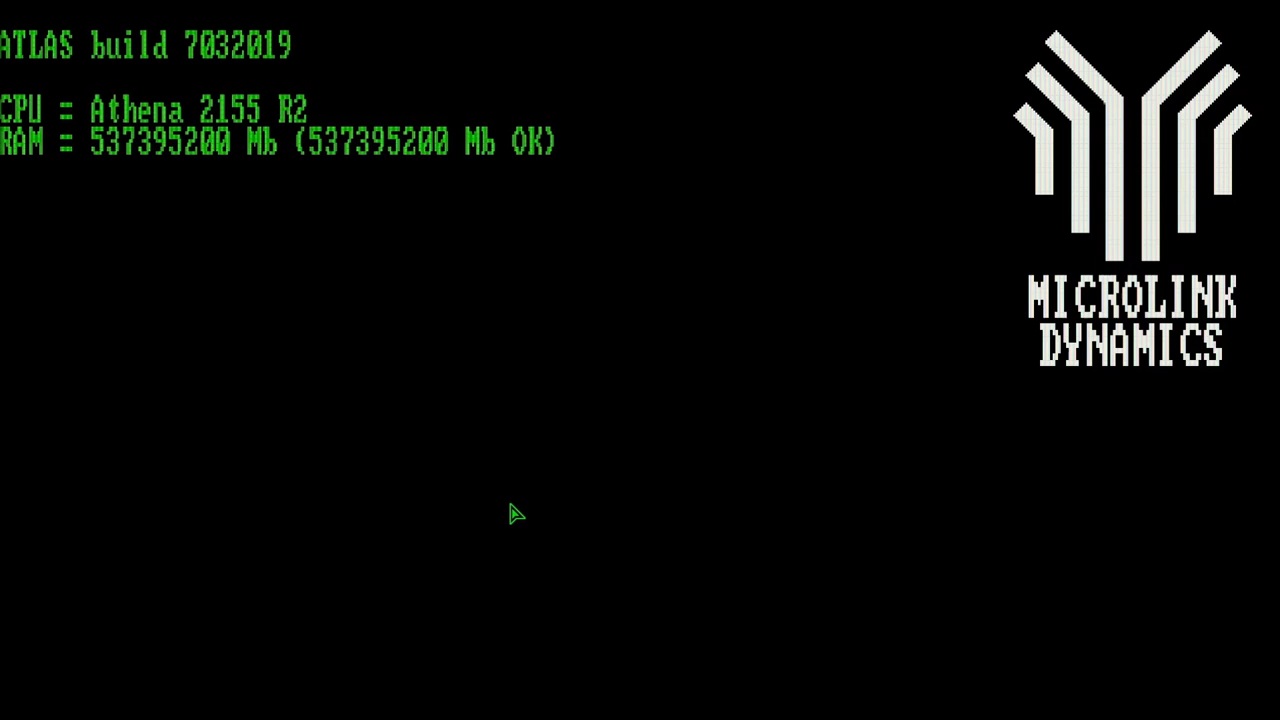 ATLAS build 7032019
CPU = Athena 2155 R2
RAM = 537395200 Mb (537395200 Mb OK)
MICROLINK
DYNAMICS